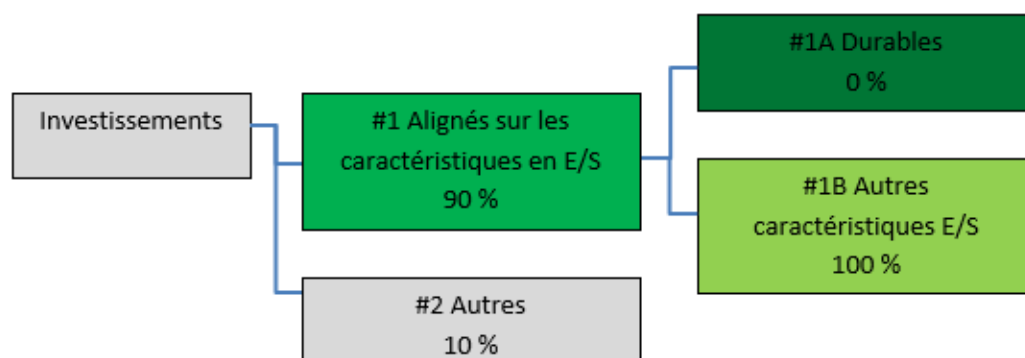 Investissements
#1 Alignés sur les
caractéristiques en E/S
90 %
#2 Autres
10 %
#1A Durables
0 %
#1B Autres
caractéristiques E/S
100 %